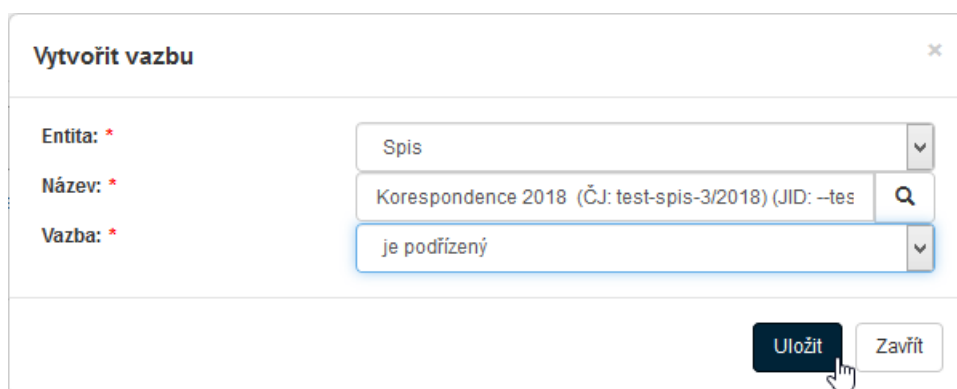 Vytvořit vazbu ×
Entita: * Spis
Název: * Korespondence 2018 (ČJ: test-spis-3/2018) (JID: --tes
Vazba: * je podřízený
Uložit Zavřít